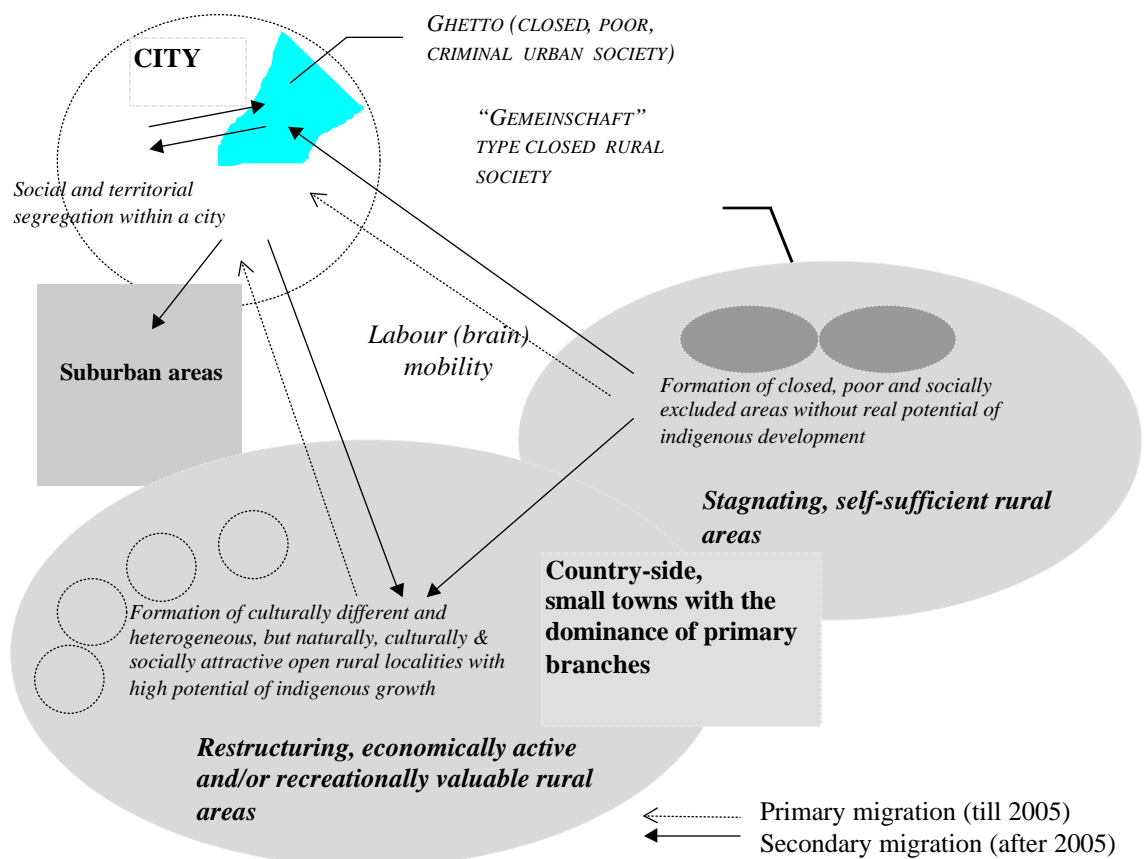 GHETTO (CLOSED, POOR,
CRIMINAL URBAN SOCIETY)
CITY
“GEMEINSCHAFT”
TYPE CLOSED RURAL
SOCIETY
Social and territorial
segregation within a city
Labour (brain)
mobility
Suburban areas
Formation of closed, poor and socially
excluded areas without real potential of
indigenous development
Stagnating, self-sufficient rural
areas
Country-side,
small towns with the
dominance of primary
branches
Formation of culturally different and
heterogeneous, but naturally, culturally &
socially attractive open rural localities with
high potential of indigenous growth
Restructuring, economically active
and/or recreationally valuable rural
areas
Primary migration (till 2005)
Secondary migration (after 2005)